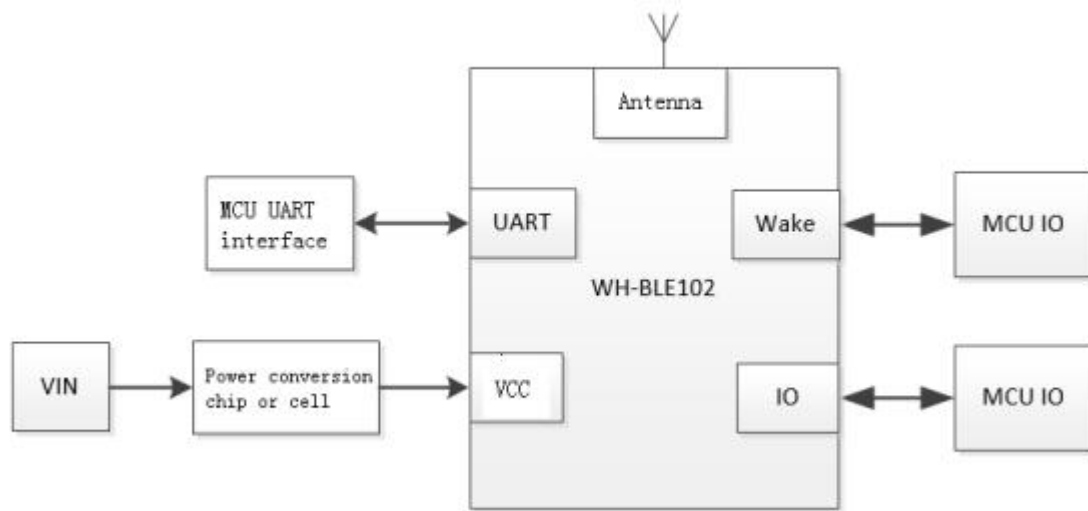 Antenna
MCU UART
interface
UART
Wake
MCU IO
WH-BLE102
VIN
Power conversion
chip or cell
VCC
IO
MCU IO